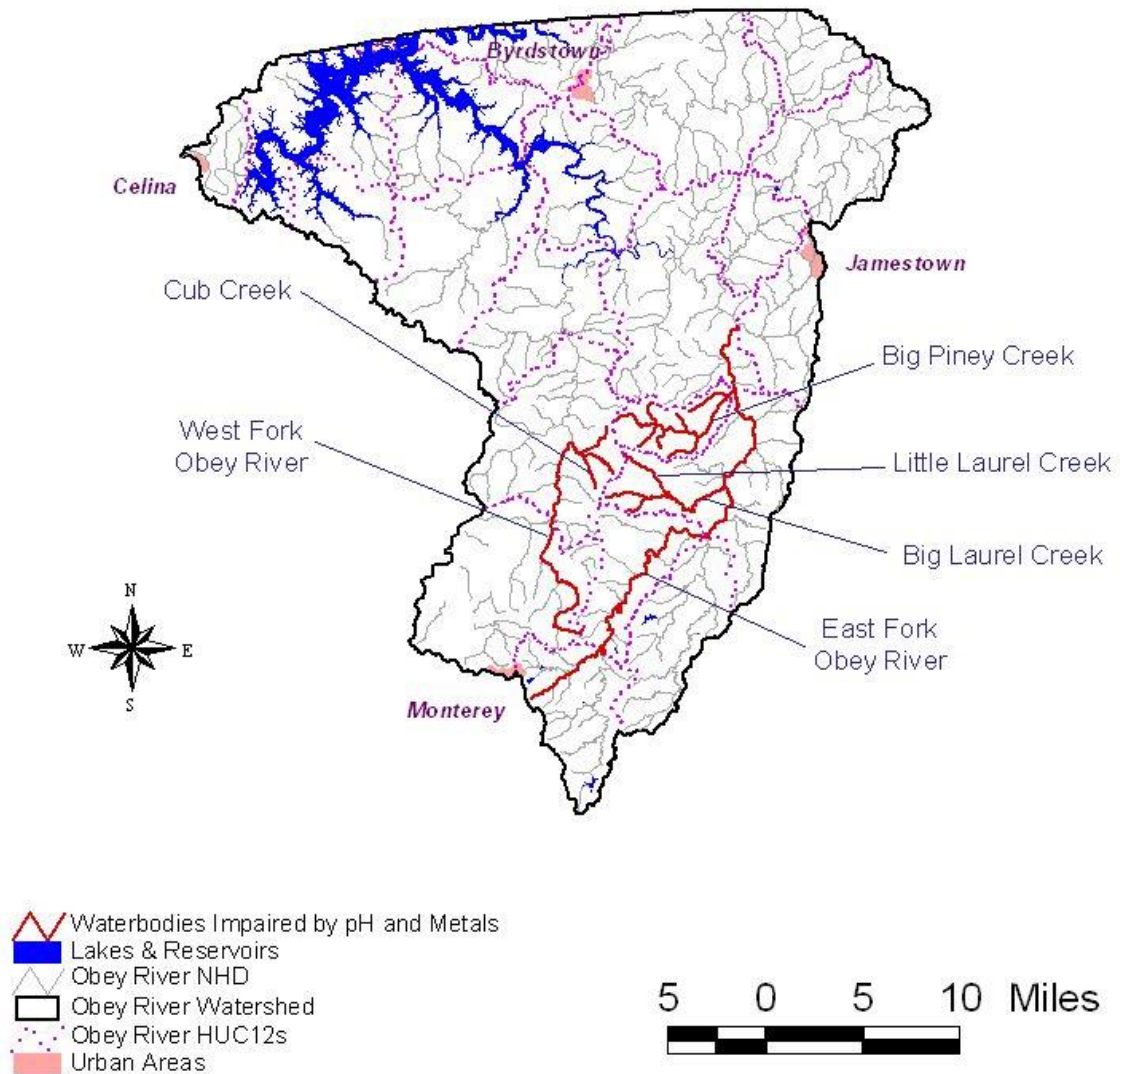 Byrdstown
Celina
Jamestown
Cub Creek
Big Piney Creek
West Fork
Obey River
Little Laurel Creek
Big Laurel Creek
East Fork
Obey River
Monterey
N
W E
S
Waterbodies Impaired by pH and Metals
Lakes & Reservoirs
Obey River NHD
Obey River Watershed
Obey River HUC12s
Urban Areas
5 0 5 10 Miles